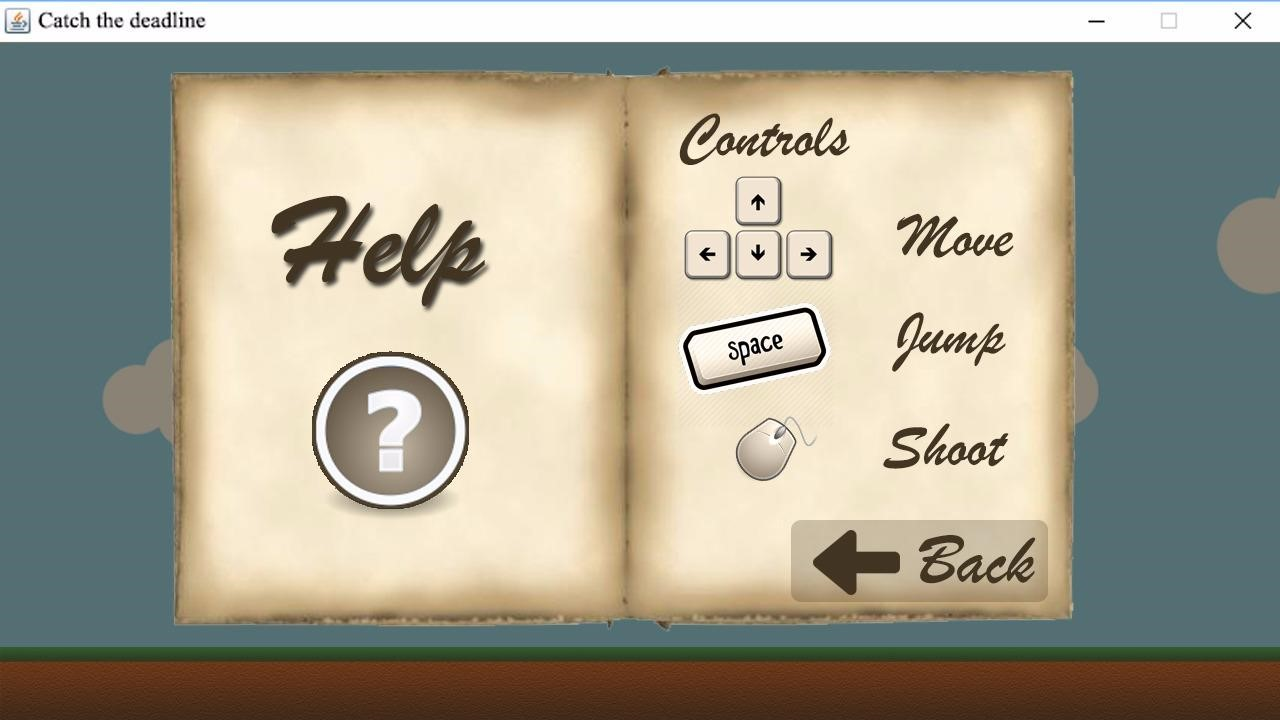 Catch the deadline
Help
?
Controls
Move
space
Jump
Shoot
Back